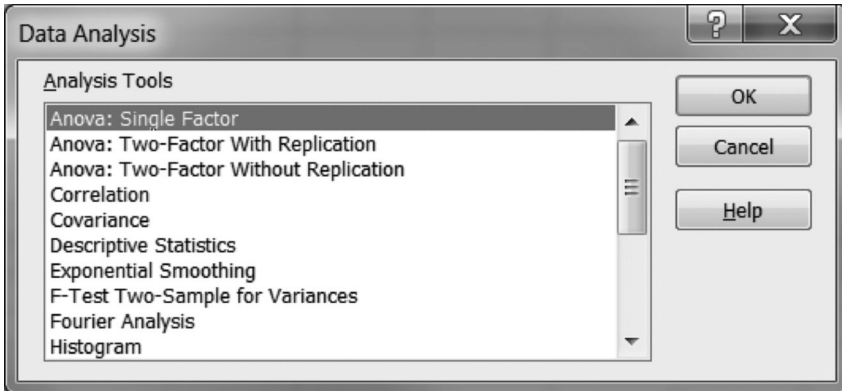 Data Analysis
?
X
Analysis Tools
Anova: Single Factor
Anova: Two-Factor With Replication
Anova: Two-Factor Without Replication
Correlation
Covariance
Descriptive Statistics
Exponential Smoothing
F-Test Two-Sample for Variances
Fourier Analysis
Histogram
OK
Cancel
Help